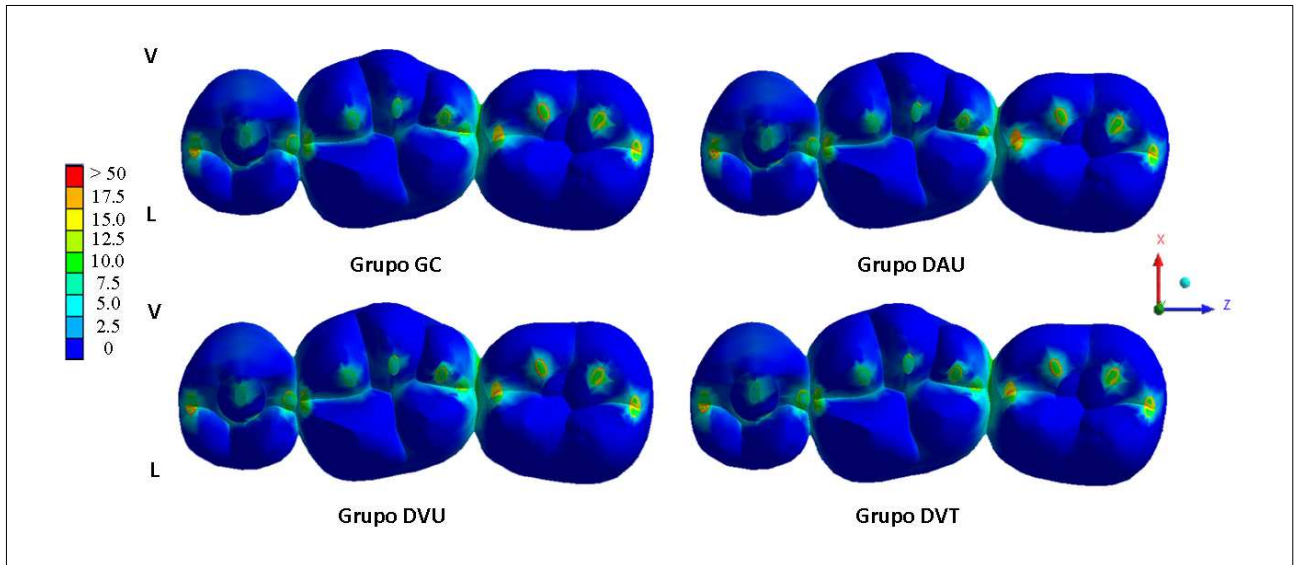 V
L
> 50
17.5
15.0
12.5
10.0
7.5
5.0
2.5
0
Grupo GC
Grupo DAU
X
Y
Z
V
L
Grupo DVU
Grupo DVT